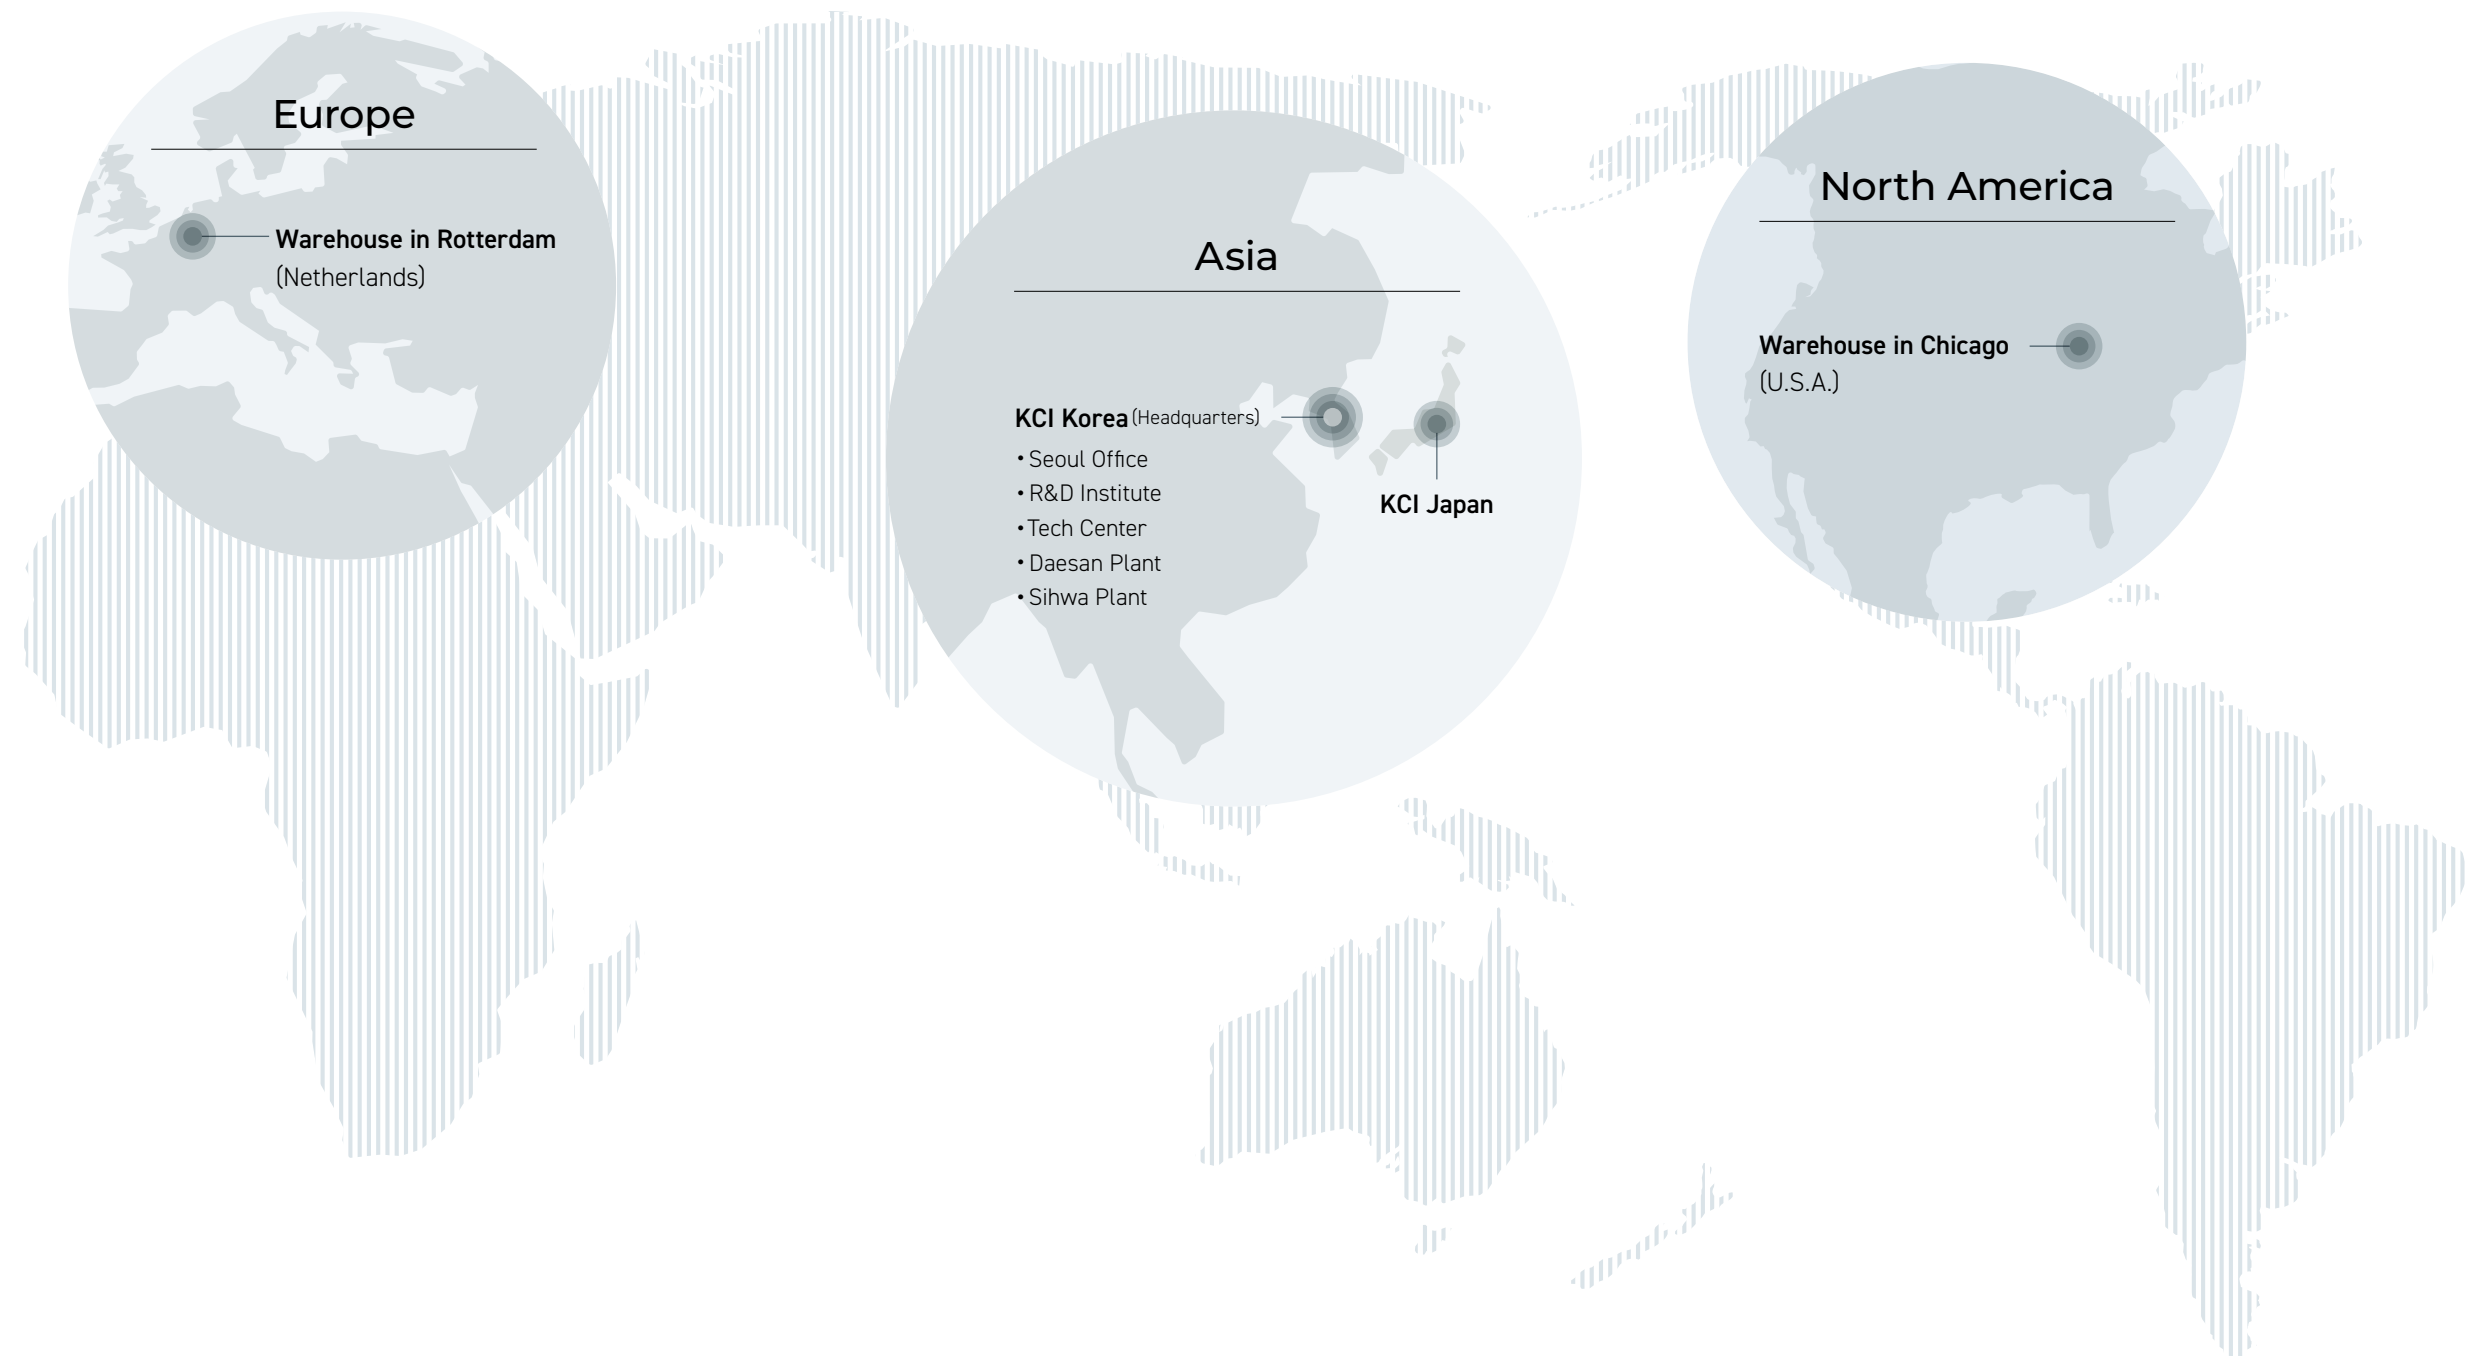 Europe
Warehouse in Rotterdam
(Netherlands)
Asia
KCI Korea (Headquarters)
• Seoul Office
• R&D Institute
• Tech Center
• Daesan Plant
• Sihwa Plant
KCI Japan
North America
Warehouse in Chicago
(U.S.A.)